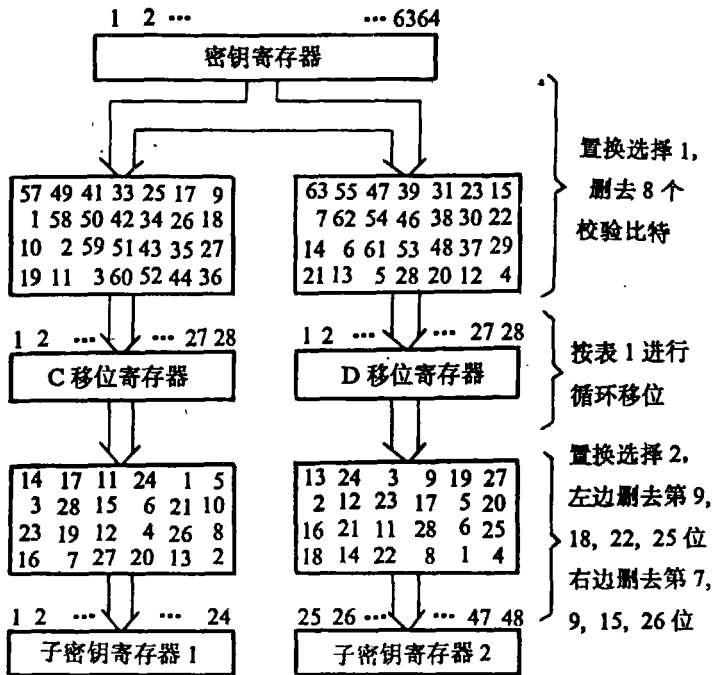 1 2 ··· ··· 6364
密钥寄存器
置换选择 1,
删去 8 个
校验比特
57 49 41 33 25 17 9
1 58 50 42 34 26 18
10 2 59 51 43 35 27
19 11 3 60 52 44 36
63 55 47 39 31 23 15
7 62 54 46 38 30 22
14 6 61 53 48 37 29
21 13 5 28 20 12 4
1 2 ··· ··· 27 28
C 移位寄存器
1 2 ··· ··· 27 28
D 移位寄存器
按表 1 进行
循环移位
14 17 11 24 1 5
3 28 15 6 21 10
23 19 12 4 26 8
16 7 27 20 13 2
13 24 3 9 19 27
2 12 23 17 5 20
16 21 11 28 6 25
18 14 22 8 1 4
置换选择 2,
左边删去第 9,
18, 22, 25 位
右边删去第 7,
9, 15, 26 位
1 2 ··· ··· 24
子密钥寄存器 1
25 26 ··· ··· 47 48
子密钥寄存器 2